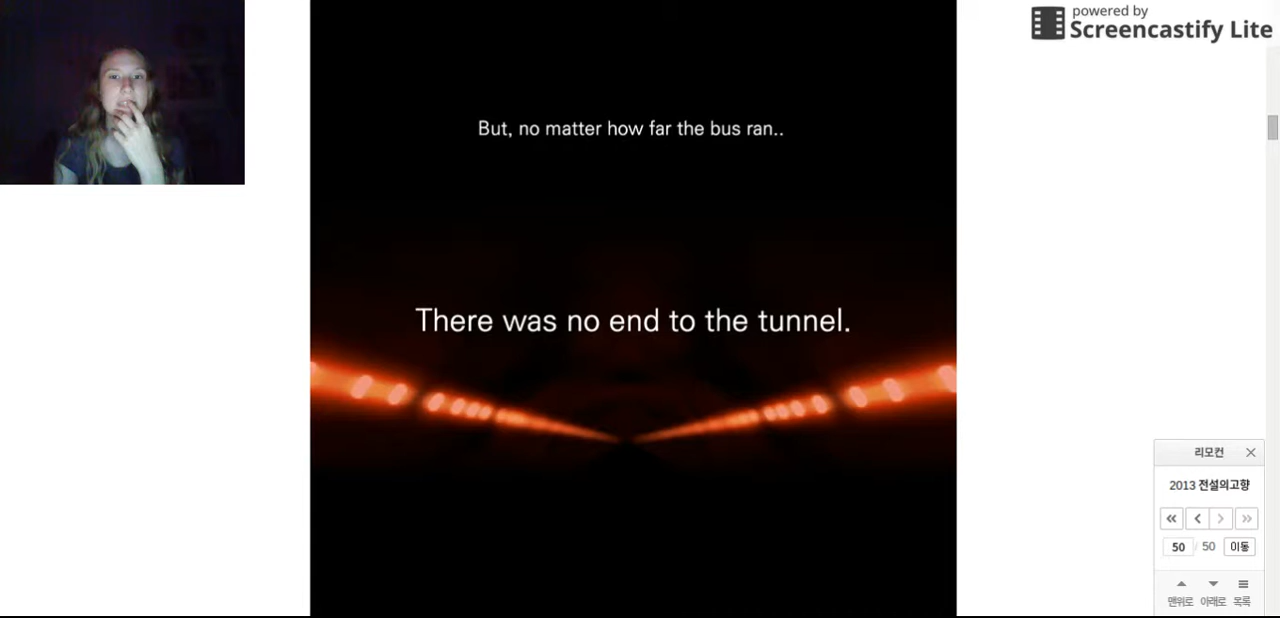 powered by
Screencastify Lite
But, no matter how far the bus ran..
There was no end to the tunnel.
리모컨
2013 전설의고향
50 / 50 이동
맨위로 아래로 목록